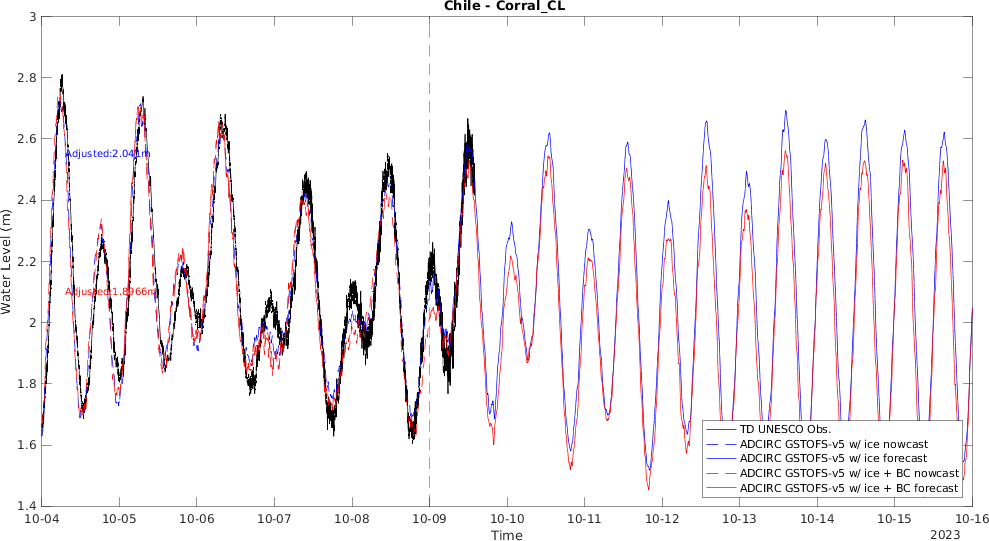 Chile - Corral_CL
3
2.8
2.6
2.4
2.2
2
1.8
1.6
1.4
Water Level (m)
Adjusted:2.041m
Adjusted:1.8966m
TD UNESCO Obs.
ADCIRC GSTOFS-v5 w/ ice nowcast
ADCIRC GSTOFS-v5 w/ ice forecast
ADCIRC GSTOFS-v5 w/ ice + BC nowcast
ADCIRC GSTOFS-v5 w/ ice + BC forecast
10-04 10-05 10-06 10-07 10-08 10-09 10-10 10-11 10-12 10-13 10-14 10-15 10-16
Time
2023